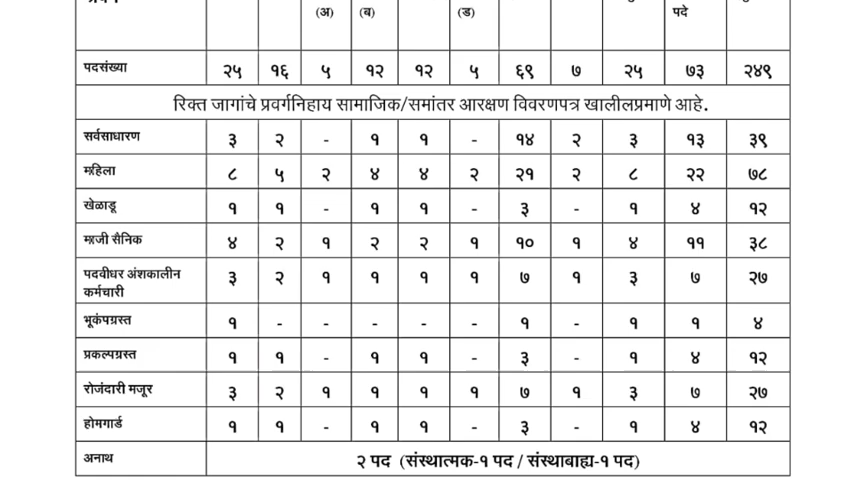 (अ) (ब) (ड) पदे
पदसंख्या २५ १६ ५ १२ १२ ५ ६९ ७ २५ ७३ २४९
रिक्त जागांचे प्रवर्गनिहाय सामाजिक/समांतर आरक्षण विवरणपत्र खालीलप्रमाणे आहे.
सर्वसाधारण ३ २ - १ १ - १४ २ ३ १३ ३९
महिला ८ ५ २ ४ ४ २ २१ २ ८ २२ ७८
खेळाडू १ १ - १ १ - ३ - १ ४ १२
माजी सैनिक ४ २ १ २ २ १ १० १ ४ ११ ३८
पदवीधर अंशकालीन ३ २ १ १ १ १ ७ १ ३ ७ २७
कर्मचारी
भूकंपग्रस्त १ - - - - - १ - १ १ ४
प्रकल्पग्रस्त १ १ - १ १ - ३ - १ ४ १२
रोजंदारी मजूर ३ २ १ १ १ १ ७ १ ३ ७ २७
होमगार्ड १ १ - १ १ - ३ - १ ४ १२
अनाथ २ पद (संस्थात्मक-१ पद / संस्थाबाह्य-१ पद)